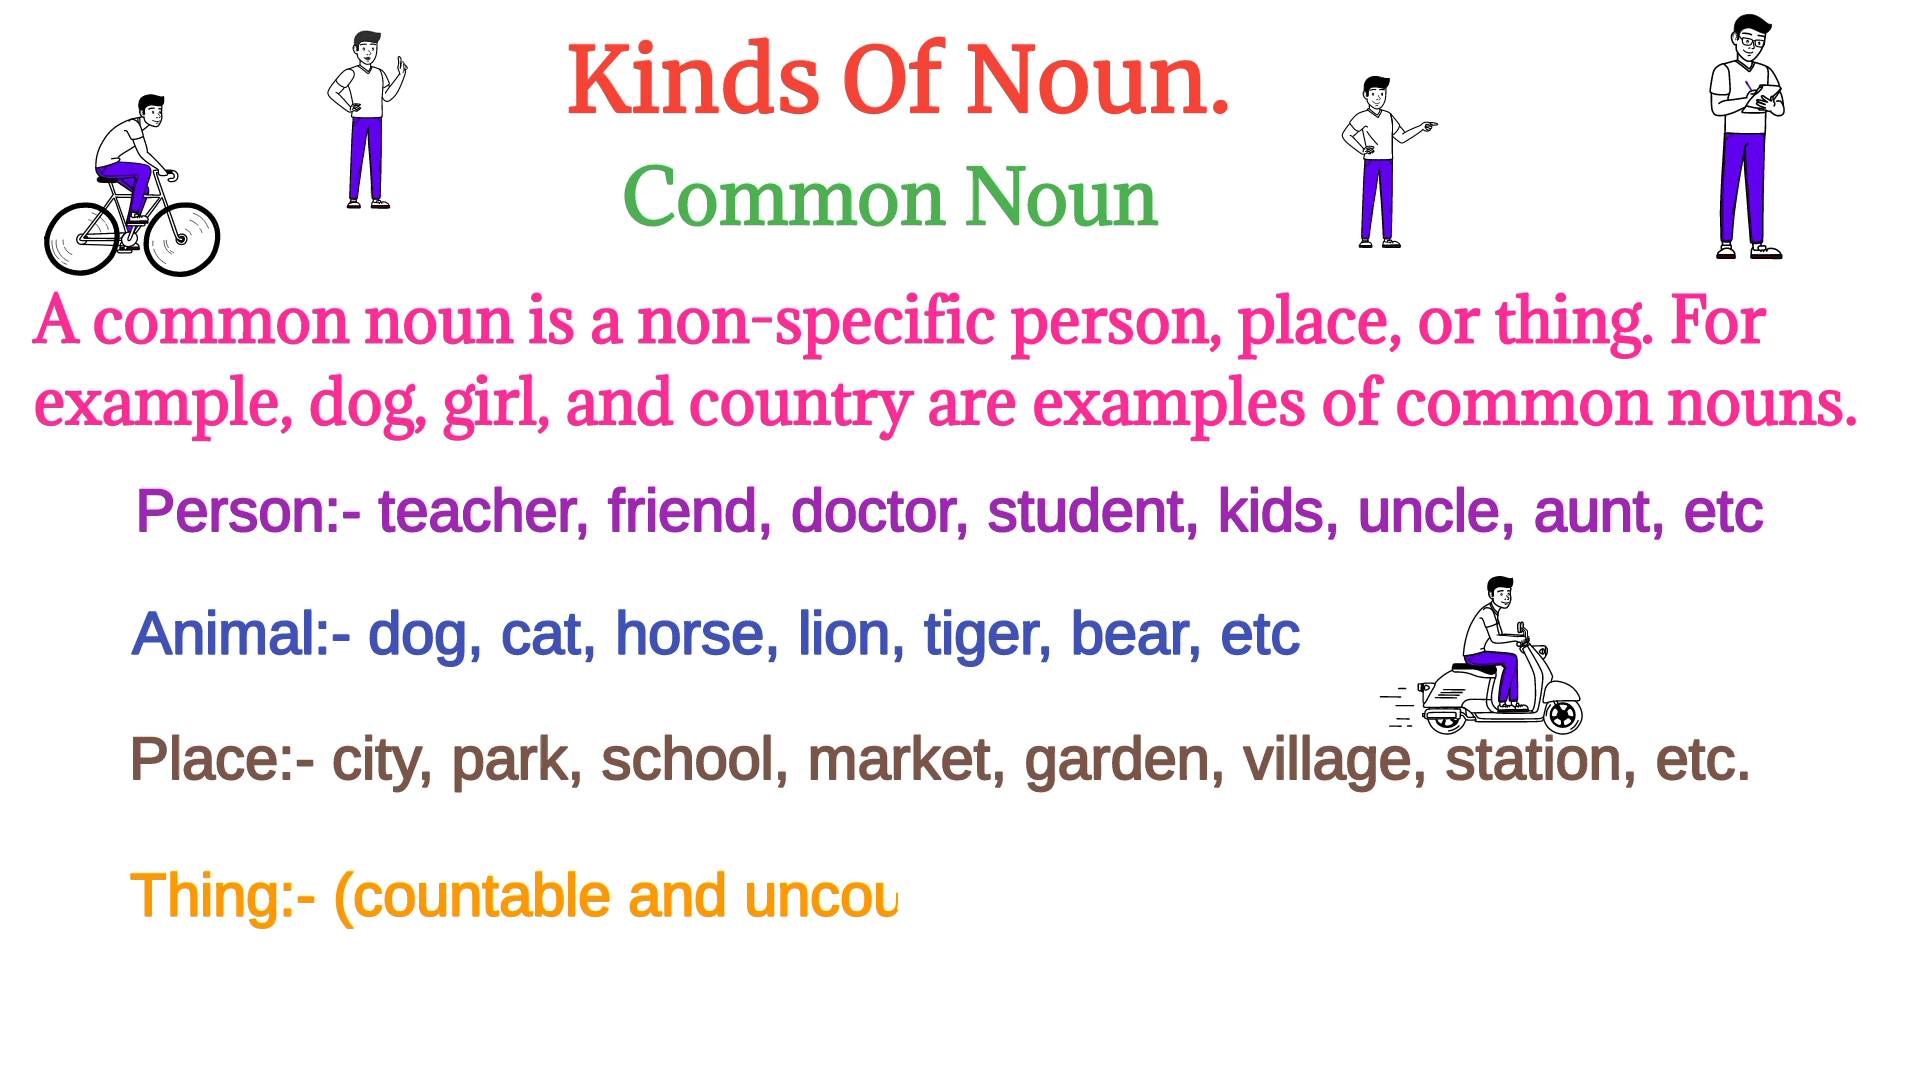 Kinds Of Noun.
Common Noun
A common noun is a non-specific person, place, or thing. For
example, dog, girl, and country are examples of common nouns.
Person:- teacher, friend, doctor, student, kids, uncle, aunt, etc
Animal:- dog, cat, horse, lion, tiger, bear, etc
Place:- city, park, school, market, garden, village, station, etc.
Thing:- (countable and